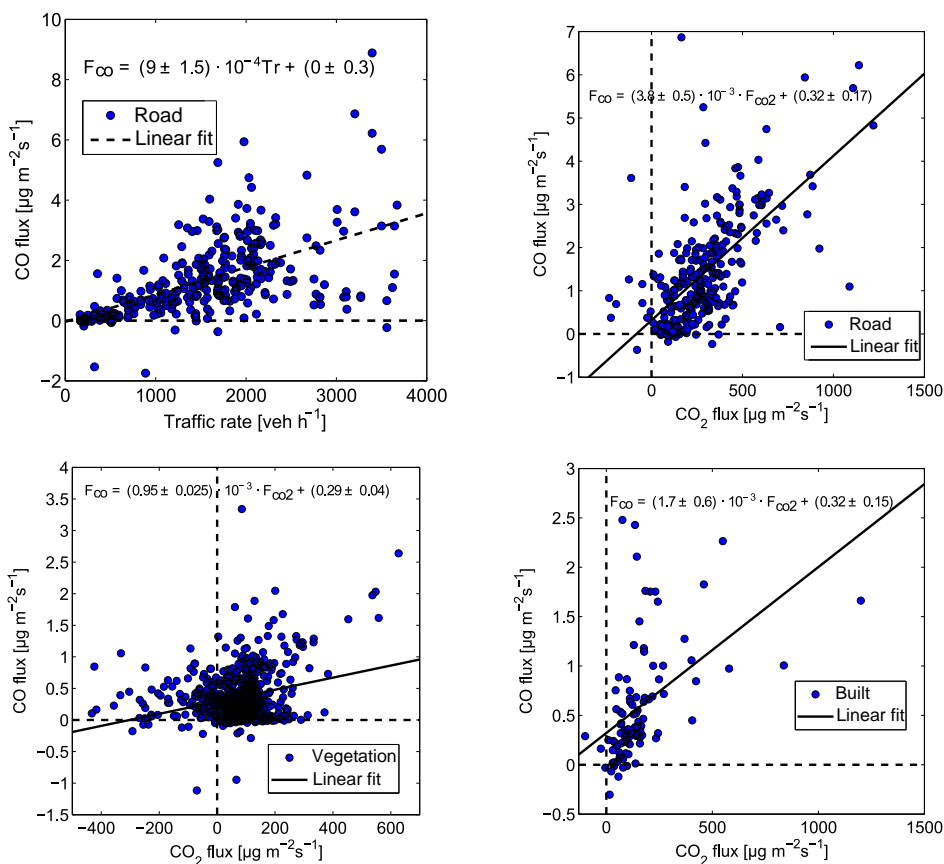 10
8
6
4
2
0
−2
0
1000
2000
3000
4000
CO flux [µg m−2s−1]
Traffic rate [veh h−1]
FCO = (9 ± 1.5) · 10−4Tr + (0 ± 0.3)
Road
Linear fit
7
6
5
4
3
2
1
0
−1
0
500
1000
1500
CO flux [µg m−2s−1]
CO2 flux [µg m−2s−1]
FCO = (3.8 ± 0.5) · 10−3 · FCO2 + (0.32 ± 0.17)
Road
Linear fit
4
3.5
3
2.5
2
1.5
1
0.5
0
−0.5
−1
−1.5
−400
−200
0
200
400
600
CO flux [µg m−2s−1]
CO2 flux [µg m−2s−1]
FCO = (0.95 ± 0.025) · 10−3 · FCO2 + (0.29 ± 0.04)
Vegetation
Linear fit
3
2.5
2
1.5
1
0.5
0
0.5
0
500
1000
1500
CO flux [µg m−2s−1]
CO2 flux [µg m−2s−1]
FCO = (1.7 ± 0.6) · 10−3 · FCO2 + (0.32 ± 0.15)
Built
Linear fit